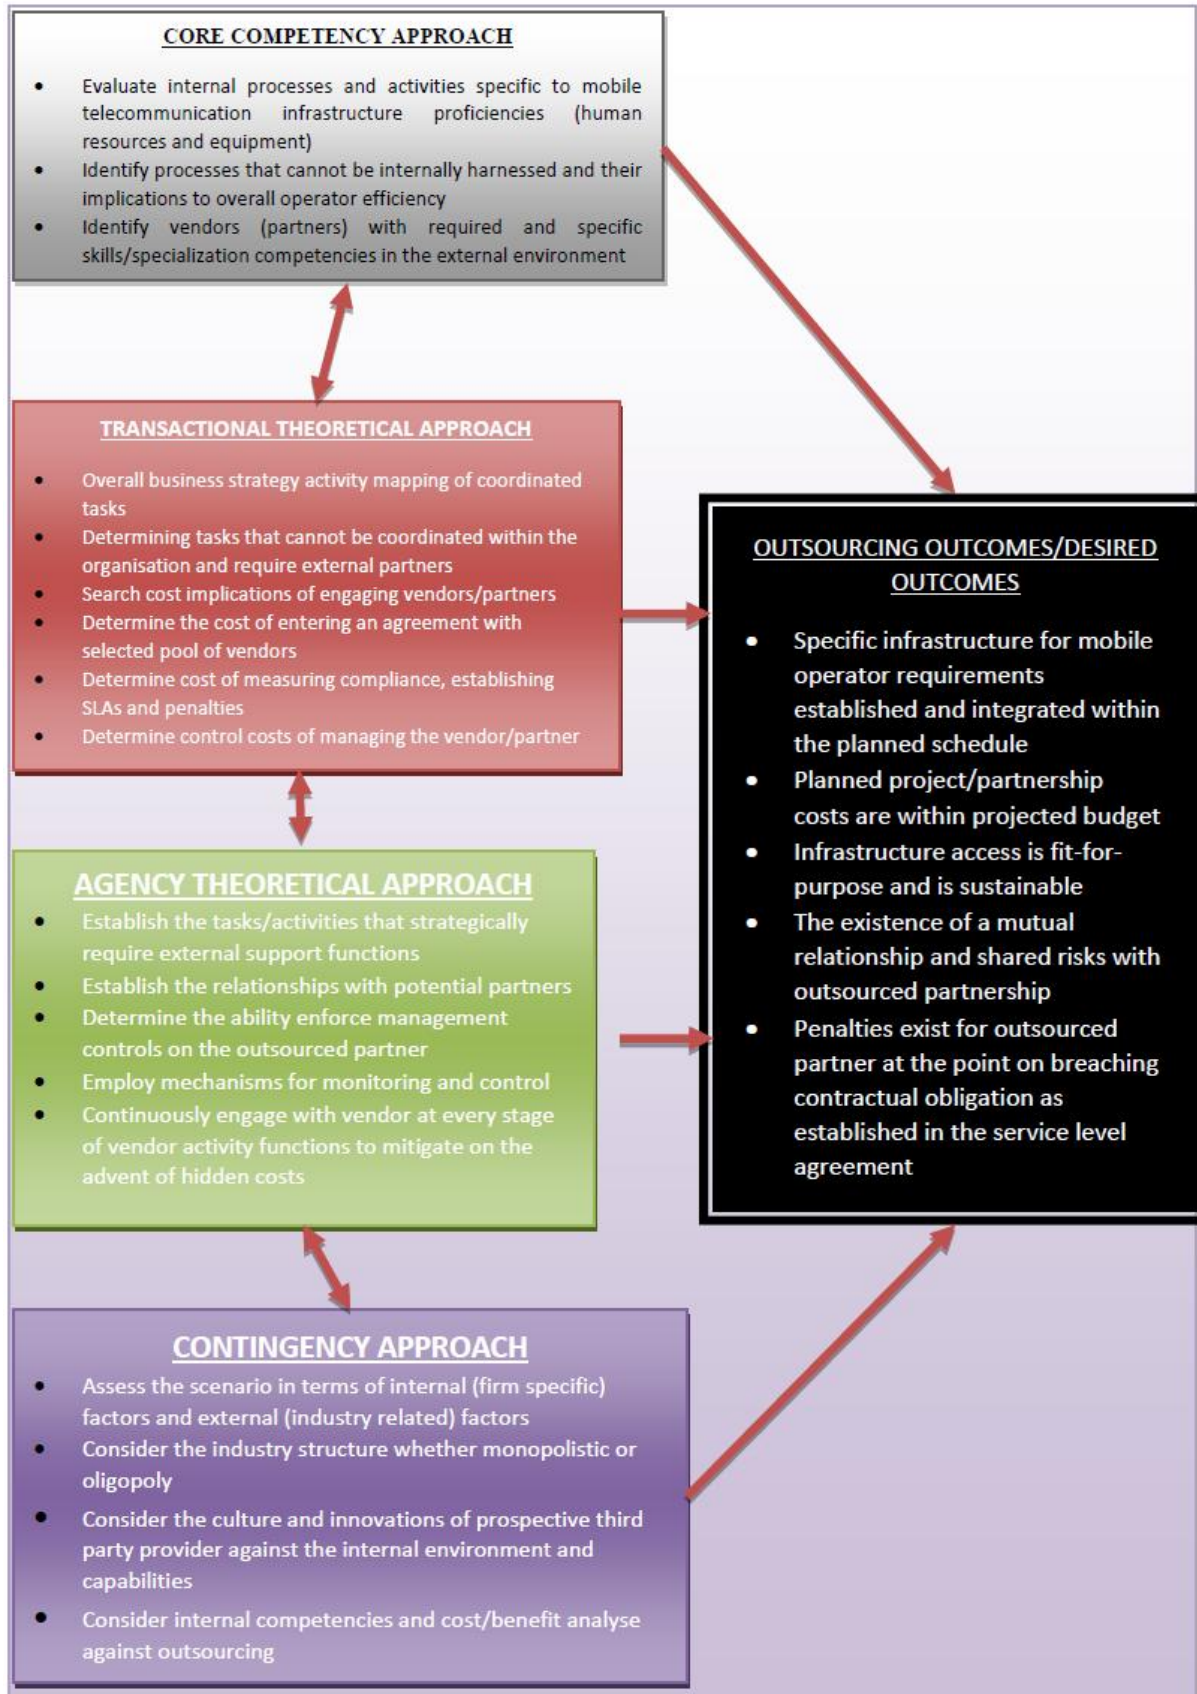 CORE COMPETENCY APPROACH
• Evaluate internal processes and activities specific to mobile
telecommunication infrastructure proficiencies (human
resources and equipment)
• Identify processes that cannot be internally harnessed and their
implications to overall operator efficiency
• Identify vendors (partners) with required and specific
skills/specialization competencies in the external environment
TRANSACTIONAL THEORETICAL APPROACH
• Overall business strategy activity mapping of coordinated
tasks
• Determining tasks that cannot be coordinated within the
organisation and require external partners
• Search cost implications of engaging vendors/partners
• Determine the cost of entering an agreement with
selected pool of vendors
• Determine cost of measuring compliance, establishing
SLAs and penalties
• Determine control costs of managing the vendor/partner
AGENCY THEORETICAL APPROACH
• Establish the tasks/activities that strategically
require external support functions
• Establish the relationships with potential partners
• Determine the ability enforce management
controls on the outsourced partner
• Employ mechanisms for monitoring and control
• Continuously engage with vendor at every stage
of vendor activity functions to mitigate on the
advent of hidden costs
CONTINGENCY APPROACH
• Assess the scenario in terms of internal (firm specific)
factors and external (industry related) factors
• Consider the industry structure whether monopolistic or
oligopoly
• Consider the culture and innovations of prospective third
party provider against the internal environment and
capabilities
• Consider internal competencies and cost/benefit analyse
against outsourcing
OUTSOURCING OUTCOMES/DESIRED
OUTCOMES
• Specific infrastructure for mobile
operator requirements
established and integrated within
the planned schedule
• Planned project/partnership
costs are within projected budget
• Infrastructure access is fit-for-
purpose and is sustainable
• The existence of a mutual
relationship and shared risks with
outsourced partnership
• Penalties exist for outsourced
partner at the point on breaching
contractual obligation as
established in the service level
agreement